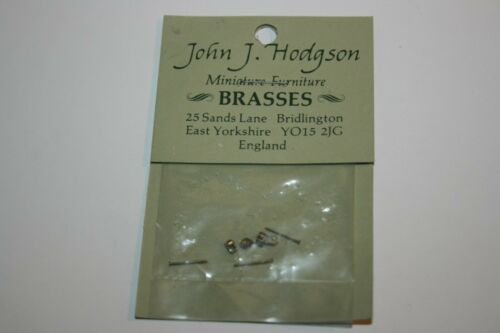 John J. Hodgson
Miniature Furniture
BRASSES
25 Sands Lane Bridlington
East Yorkshire YO15 2JG
England